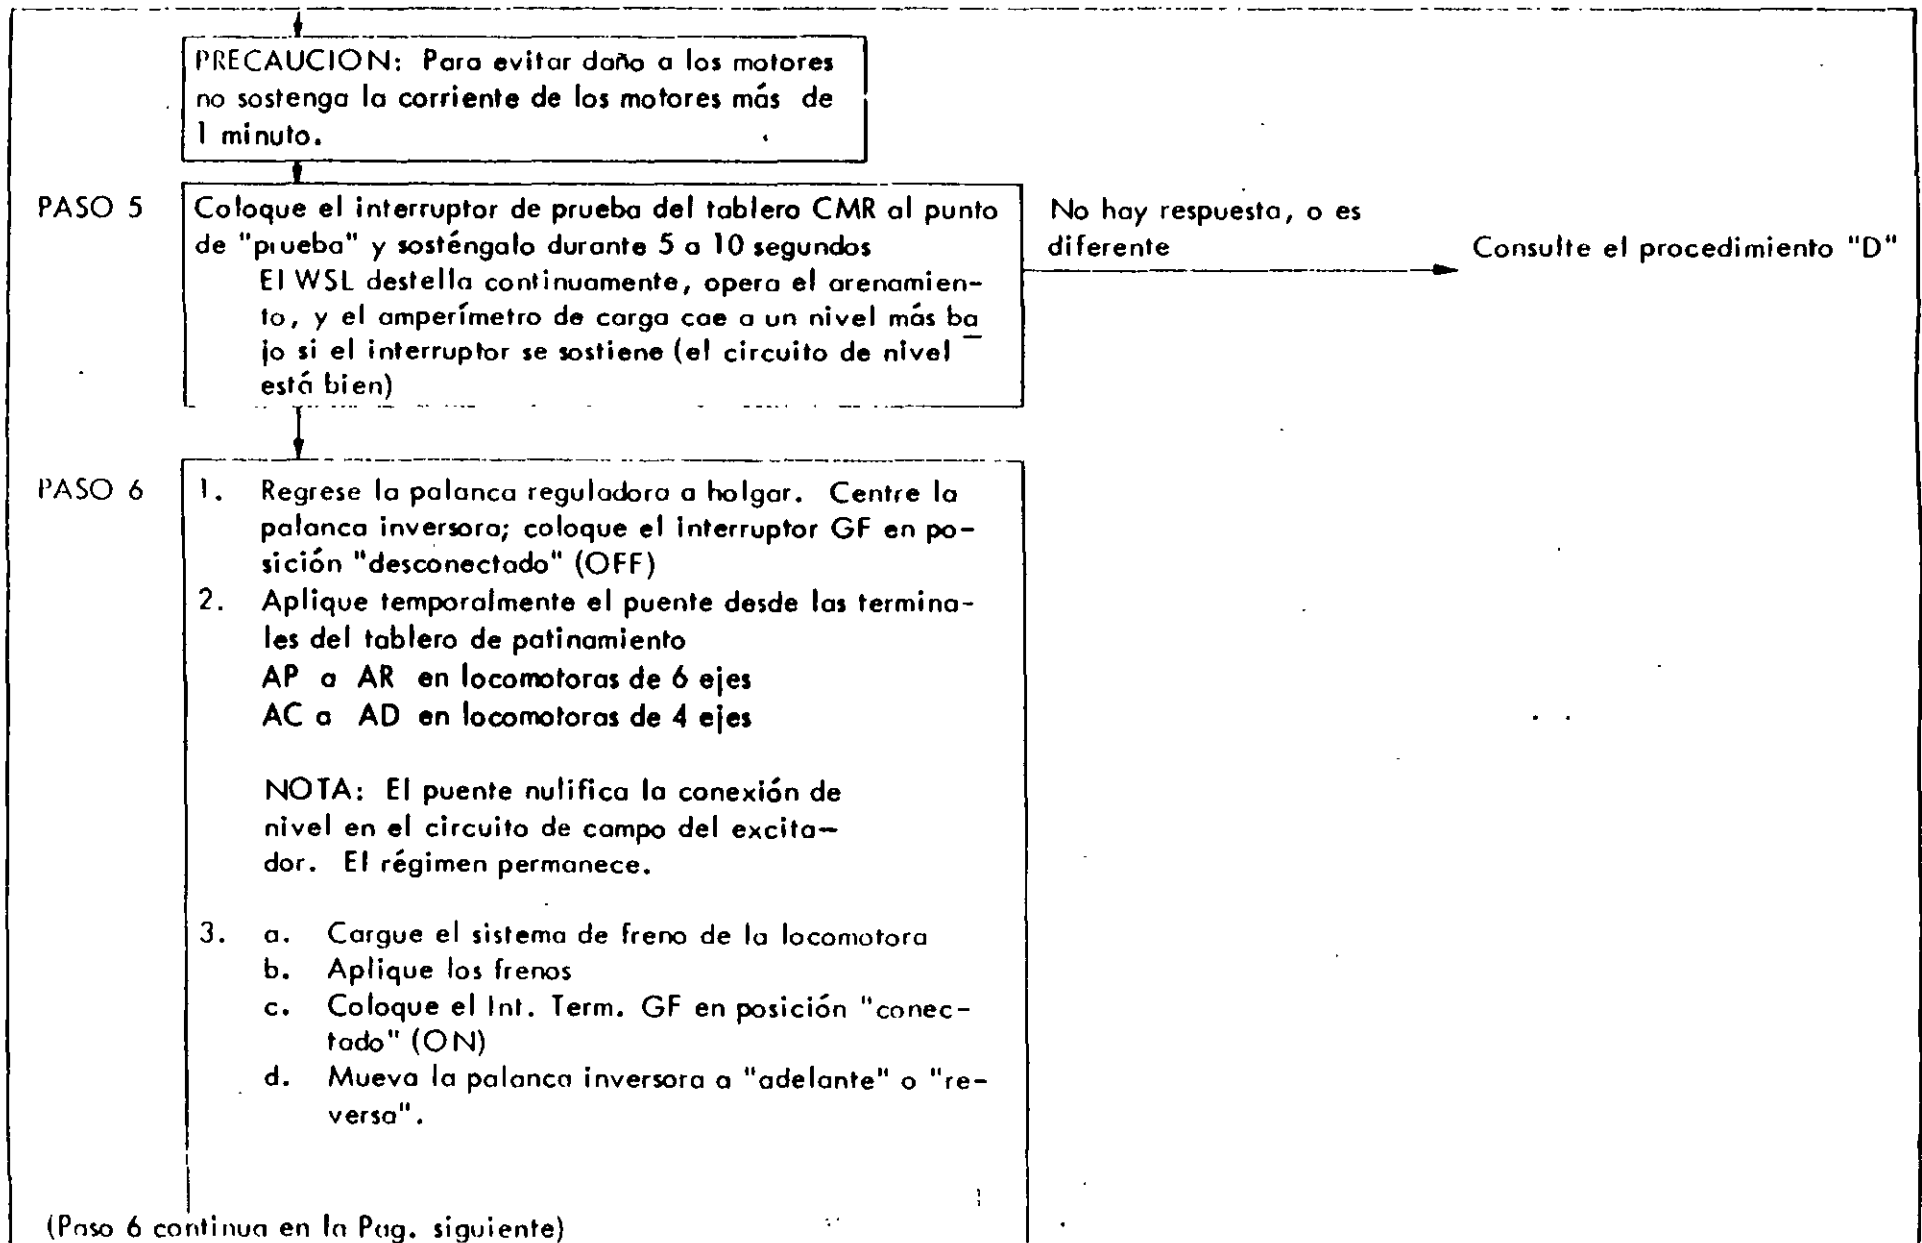 PRECAUCION: Para evitar daño a los motores
no sostenga la corriente de los motores más de
1 minuto.
PASO 5
Coloque el interruptor de prueba del tablero CMR al punto
de "prueba" y sosténgalo durante 5 a 10 segundos
El WSL destella continuamente, opera el arenamien-
to, y el amperímetro de carga cae a un nivel más ba
jo si el interruptor se sostiene (el circuito de nivel
está bien)
No hay respuesta, o es
diferente
Consulte el procedimiento "D"
PASO 6
1. Regrese la palanca reguladora a holgar. Centre la
palanca inversora; coloque el interruptor GF en po-
sición "desconectado" (OFF)
2. Aplique temporalmente el puente desde las termina-
les del tablero de patinamiento
AP a AR en locomotoras de 6 ejes
AC a AD en locomotoras de 4 ejes
NOTA: El puente nulifica la conexión de
nivel en el circuito de campo del excita-
dor. El régimen permanece.
3. a. Cargue el sistema de freno de la locomotora
b. Aplique los frenos
c. Coloque el Int. Term. GF en posición "conec-
tado" (ON)
d. Mueva la palanca inversora a "adelante" o "re-
versa".
(Paso 6 continua en la Pag. siguiente)